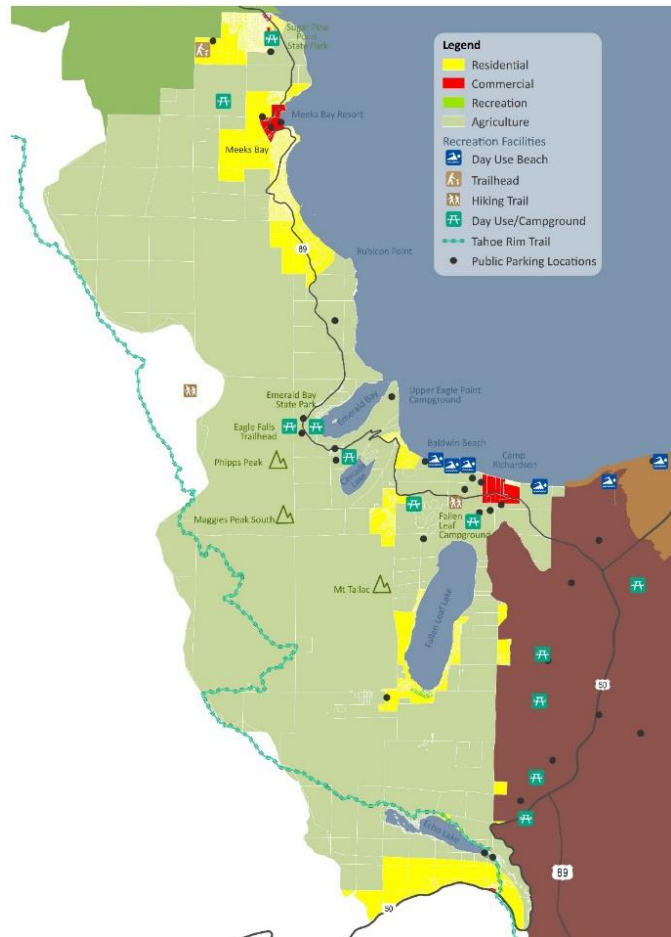 Sugar Pine
Point
State Park
Meeks Bay Resort
Meeks Bay
89
Rubicon Point
Emerald Bay
State Park
Emerald Bay
Upper Eagle Point
Campground
Eagle Falls
Trailhead
Phipps Peak
Cascade
Lake
Baldwin Beach
Camp
Richardson
Maggies Peak South
Fallen
Leaf
Campground
Mt Tallac
Fallen Leaf Lake
50
Echo Lake
89
50
Legend
Residential
Commercial
Recreation
Agriculture
Recreation Facilities
Day Use Beach
Trailhead
Hiking Trail
Day Use/Campground
Tahoe Rim Trail
Public Parking Locations